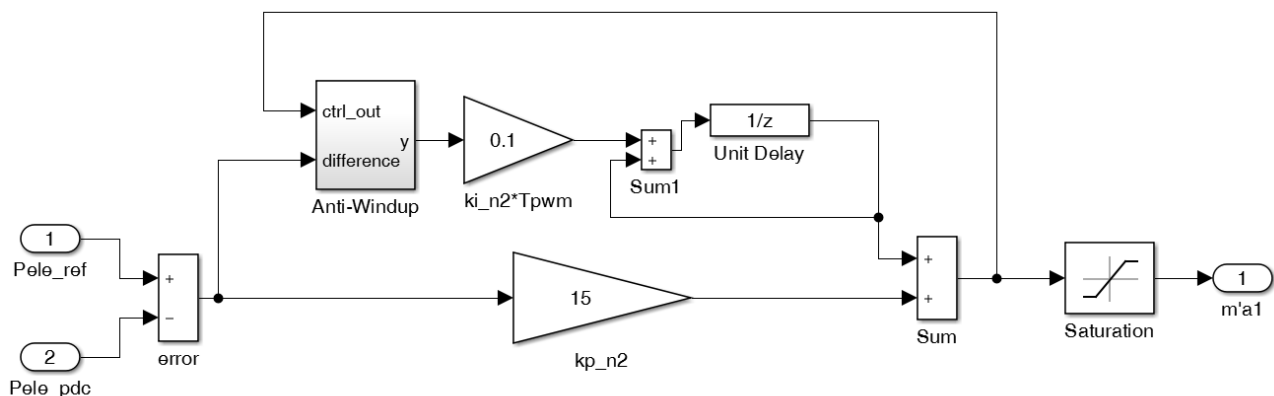 ctrl_out
y
difference
Anti-Windup
0.1
ki_n2*Tpwm
+
+
Sum1
1/z
Unit Delay
1
Pele_ref
2
Pele_pdc
+
−
error
15
kp_n2
+
+
Sum
Saturation
1
m'a1